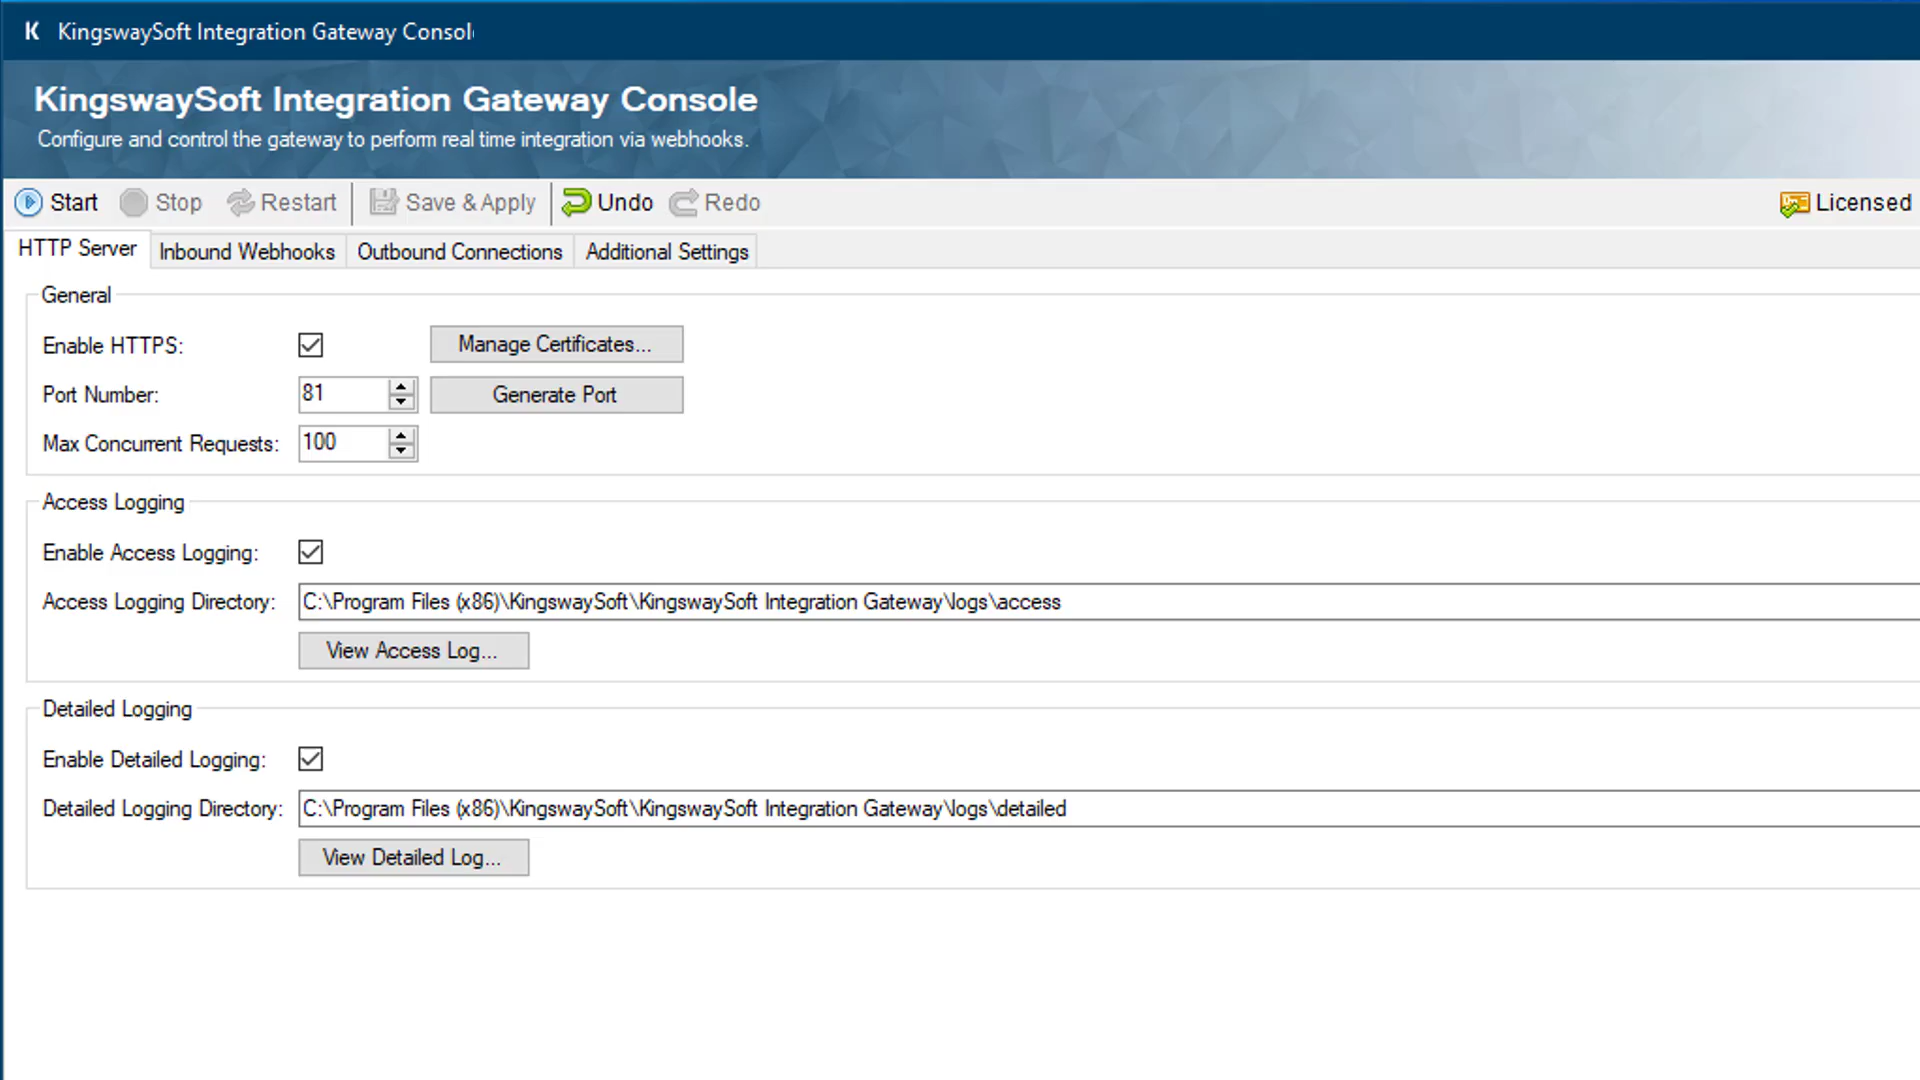 K KingswaySoft Integration Gateway Consol
KingswaySoft Integration Gateway Console
Configure and control the gateway to perform real time integration via webhooks.
Start Stop Restart Save & Apply Undo Redo Licensed
HTTP Server Inbound Webhooks Outbound Connections Additional Settings
General
Enable HTTPS: Manage Certificates...
Port Number: 81 Generate Port
Max Concurrent Requests: 100
Access Logging
Enable Access Logging:
Access Logging Directory: C:\Program Files (x86)\KingswaySoft\KingswaySoft Integration Gateway\logs\access
View Access Log...
Detailed Logging
Enable Detailed Logging:
Detailed Logging Directory: C:\Program Files (x86)\KingswaySoft\KingswaySoft Integration Gateway\logs\detailed
View Detailed Log...